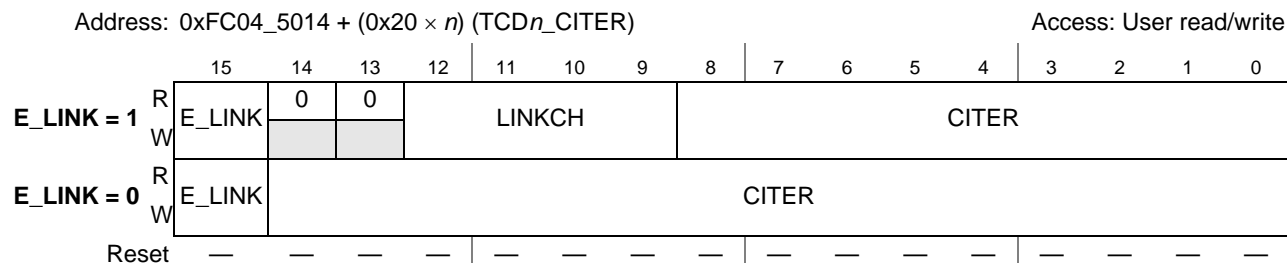 Address: 0xFC04_5014 + (0x20 × n) (TCDn_CITER) Access: User read/write
15 14 13 12 11 10 9 8 7 6 5 4 3 2 1 0
E_LINK = 1 R W E_LINK 0 0 LINKCH CITER
E_LINK = 0 R W E_LINK CITER
Reset — — — — — — — — — — — — — — — —